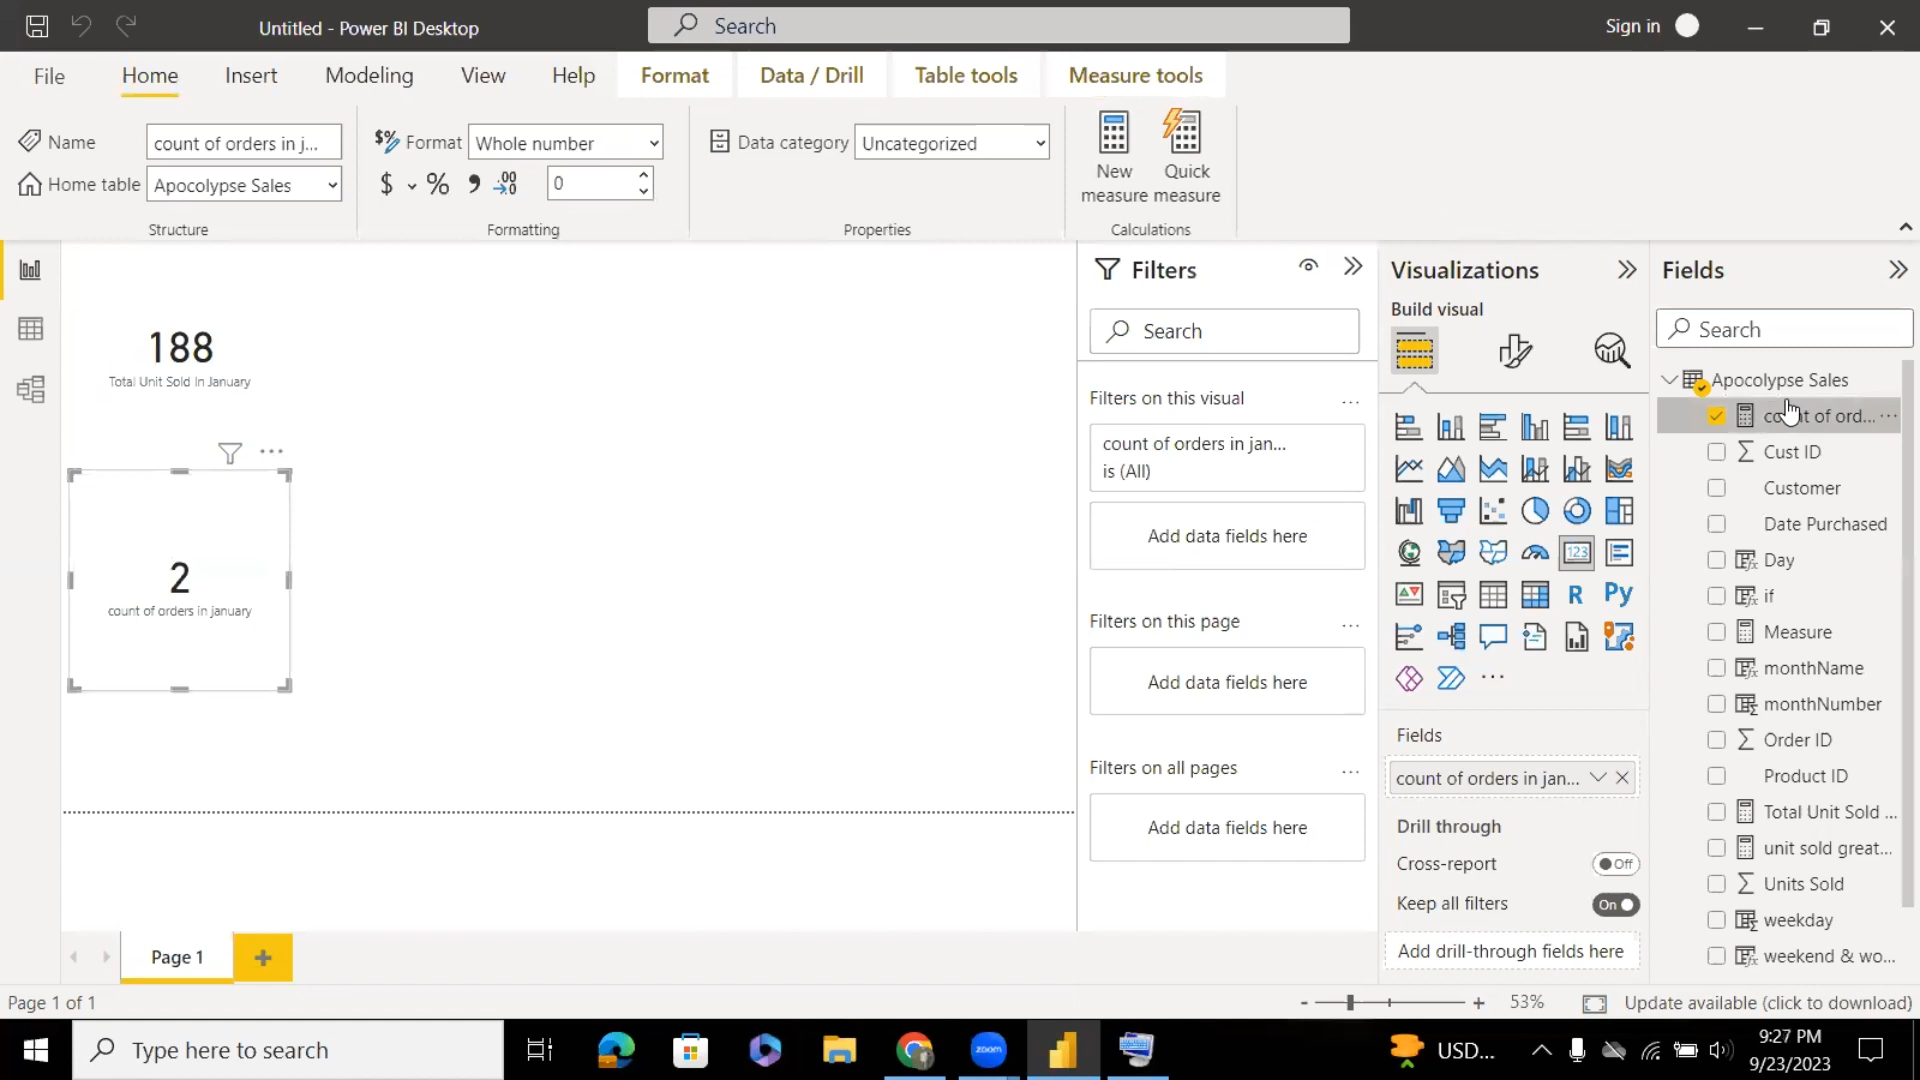 Untitled - Power BI Desktop
Search
Sign in
File
Home
Insert
Modeling
View
Help
Format
Data / Drill
Table tools
Measure tools
Name
count of orders in j...
Home table
Apocolypse Sales
Structure
$% Format
Whole number
$ % 9 .00
0
Formatting
Data category
Uncategorized
Properties
New
measure
Quick
measure
Calculations
188
Total Unit Sold In January
2
count of orders in january
Filters
Search
Filters on this visual
...
count of orders in jan...
is (All)
Add data fields here
Filters on this page
...
Add data fields here
Filters on all pages
...
Add data fields here
Visualizations
Build visual
123
R
Py
...
Fields
count of orders in jan...
Drill through
Cross-report
Off
Keep all filters
On
Add drill-through fields here
Fields
Search
Apocolypse Sales
count of ord...
Cust ID
Customer
Date Purchased
Day
if
Measure
monthName
monthNumber
Order ID
Product ID
Total Unit Sold ...
unit sold great...
Units Sold
weekday
weekend & wo...
Page 1
Page 1 of 1
- + 53%
Update available (click to download)
Type here to search
zoom
USD...
9:27 PM
9/23/2023